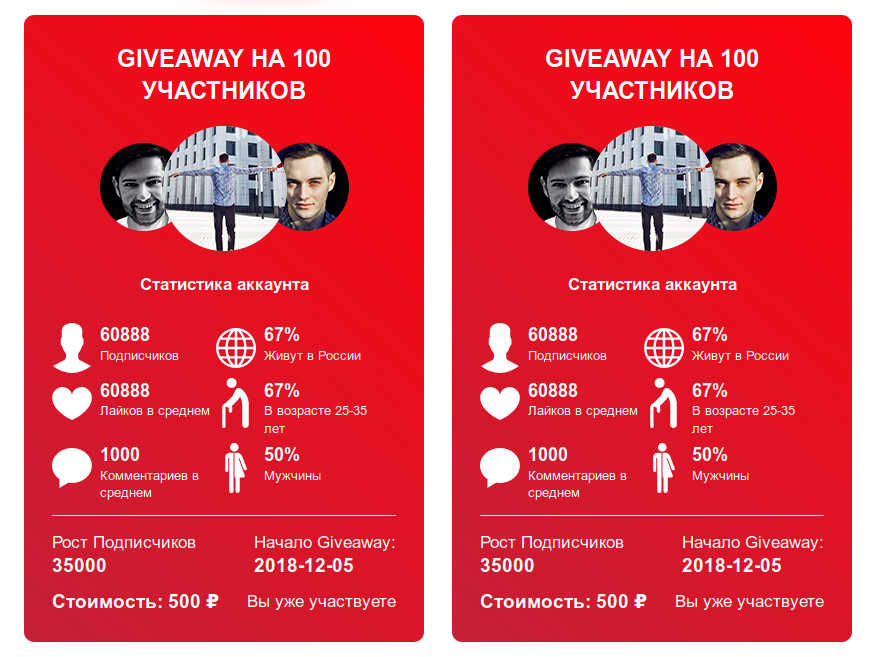 GIVEAWAY НА 100
УЧАСТНИКОВ
Статистика аккаунта
60888
Подписчиков
67%
Живут в России
60888
Лайков в среднем
67%
В возрасте 25-35
лет
1000
Комментариев в
среднем
50%
Мужчины
Рост Подписчиков
35000
Начало Giveaway:
2018-12-05
Стоимость: 500 ₽
Вы уже участвуете
GIVEAWAY НА 100
УЧАСТНИКОВ
Статистика аккаунта
60888
Подписчиков
67%
Живут в России
60888
Лайков в среднем
67%
В возрасте 25-35
лет
1000
Комментариев в
среднем
50%
Мужчины
Рост Подписчиков
35000
Начало Giveaway:
2018-12-05
Стоимость: 500 ₽
Вы уже участвуете